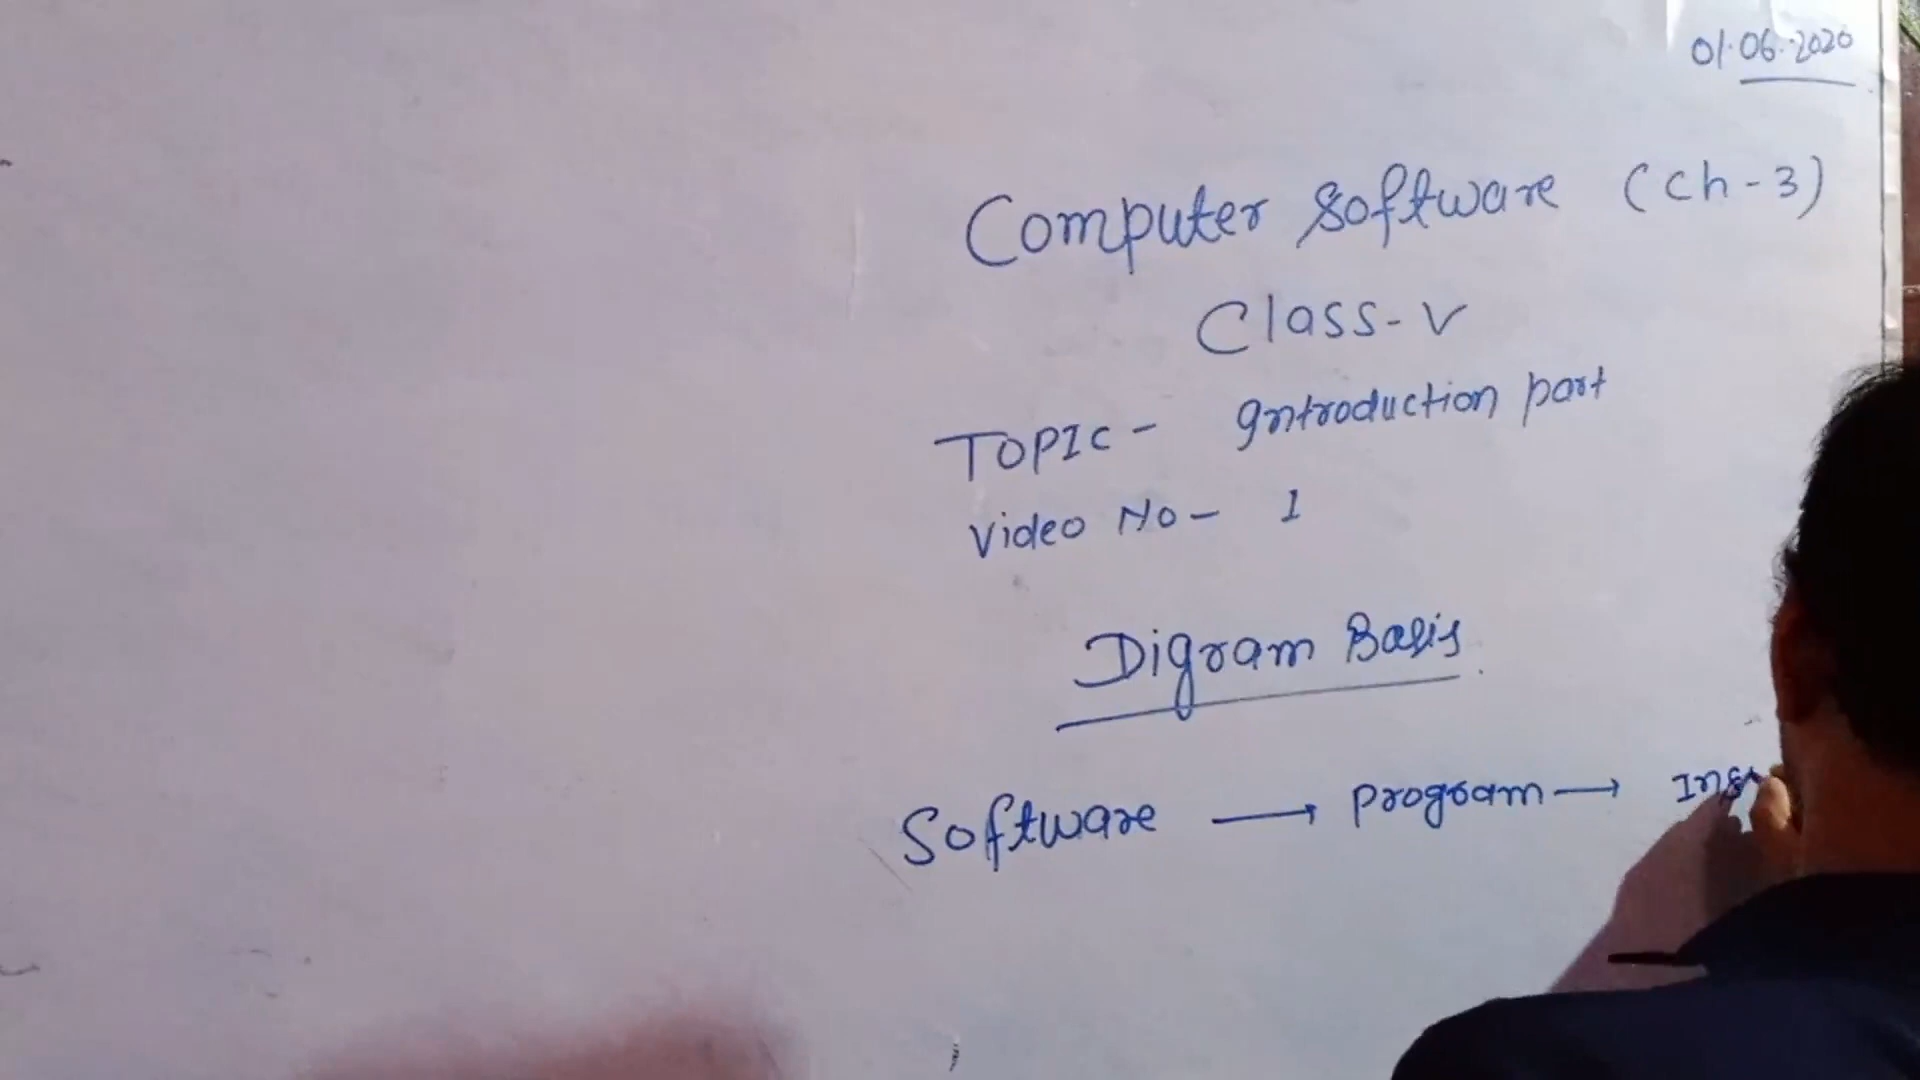 01.06.2020
Computer Software (Ch-3)
Class-V
TOPIC - Introduction part
Video No - 1
Digram Basis
Software → Program →